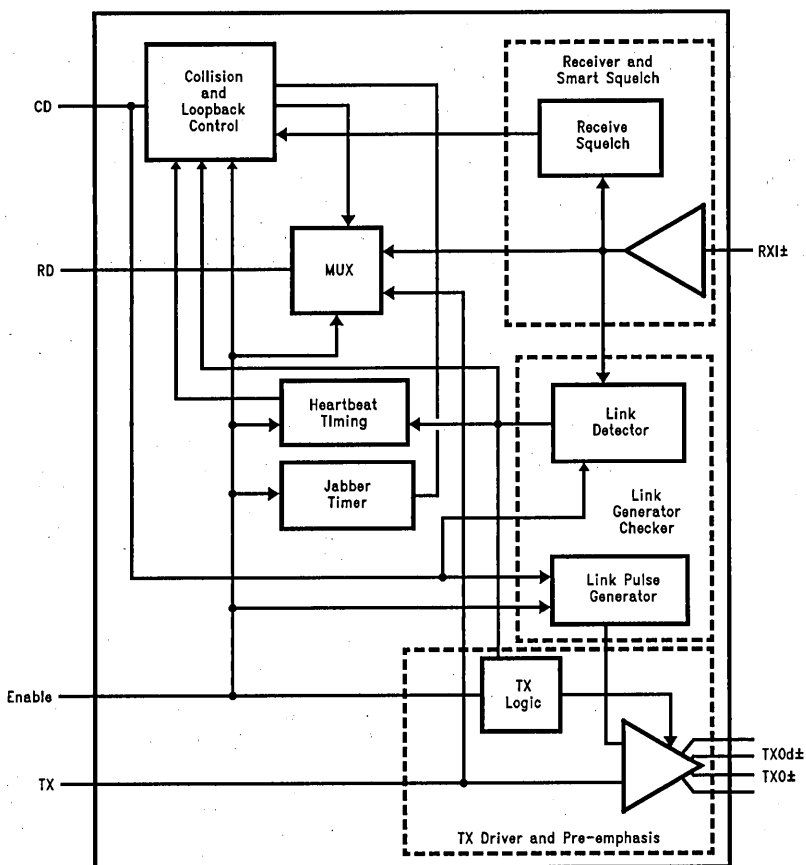 Collision
and
Loopback
Control
CD
Receiver and
Smart Squelch
Receive
Squelch
RD
MUX
RXI±
Heartbeat
Timing
Link
Detector
Jabber
Timer
Link
Generator
Checker
Link Pulse
Generator
Enable
TX
Logic
TX
TXOd±
TXO±
TX Driver and Pre-emphasis